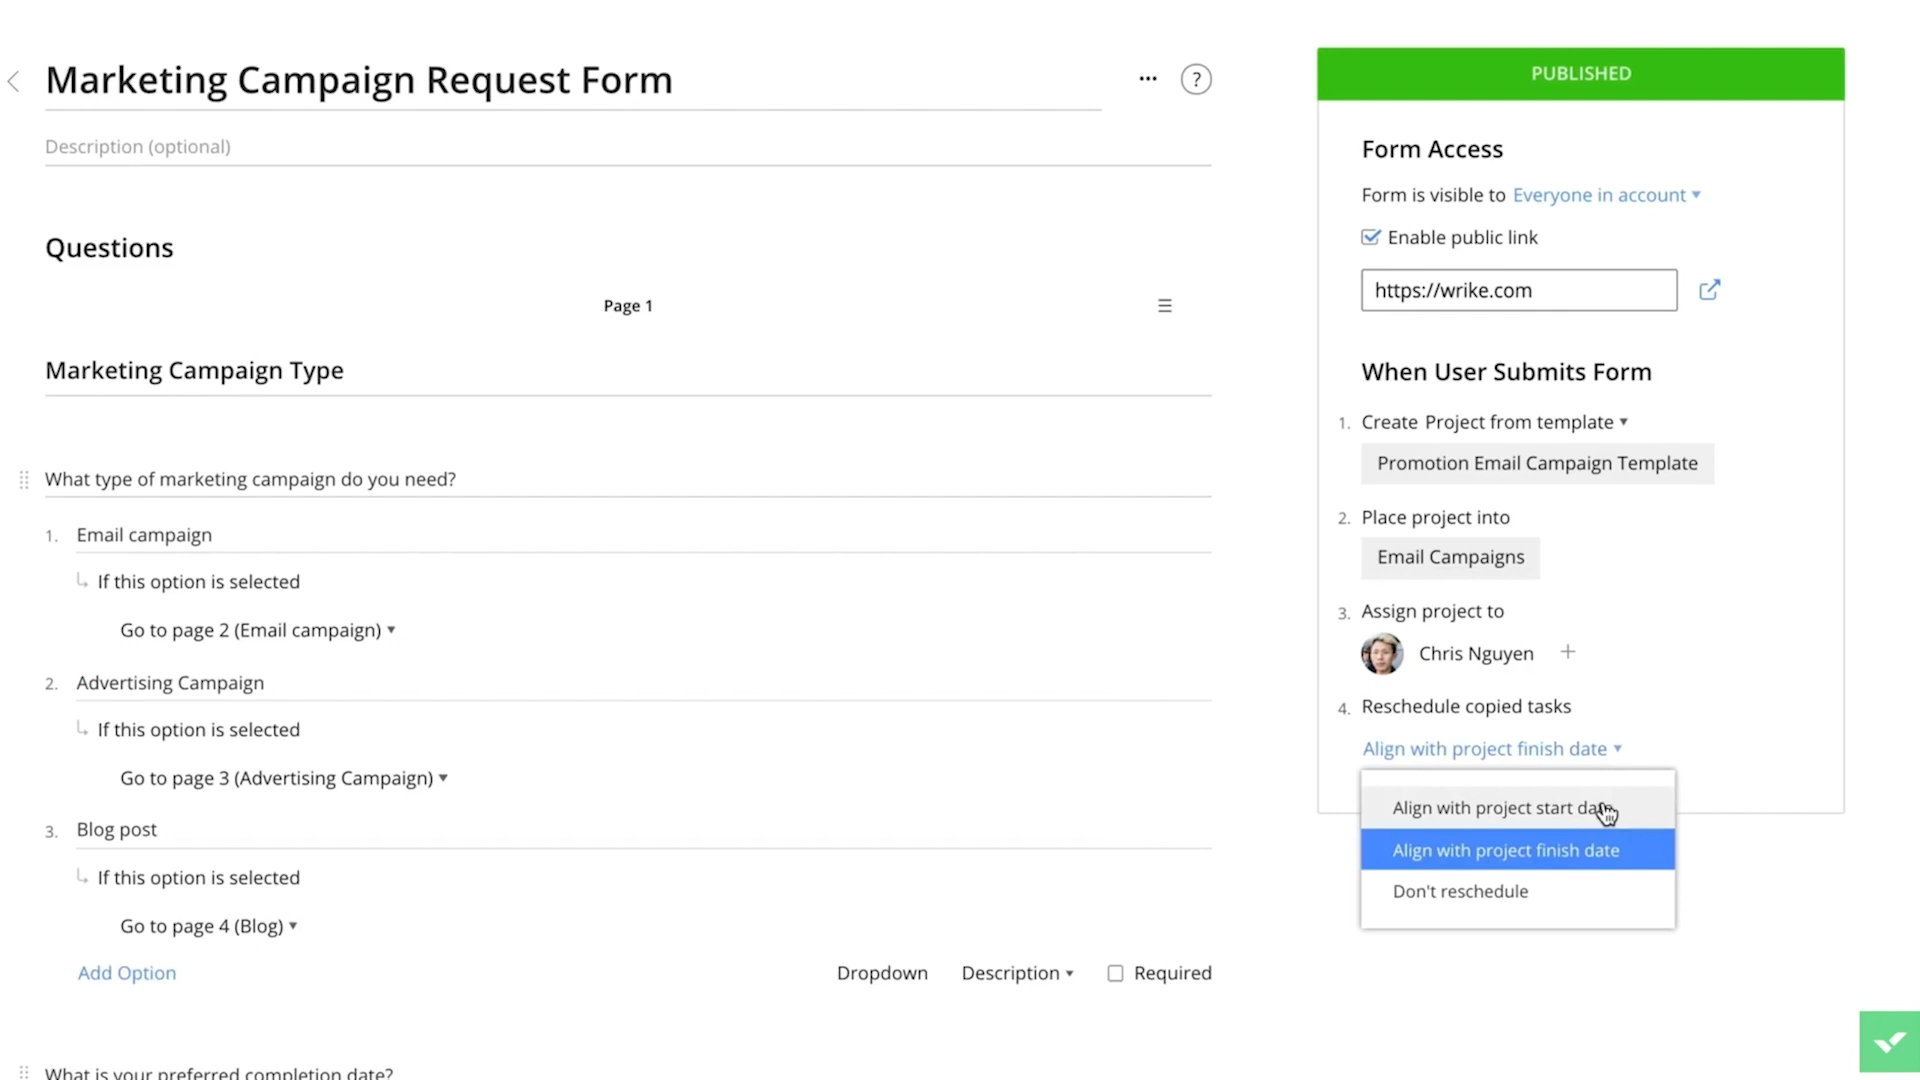 Marketing Campaign Request Form
...
?
Description (optional)
Questions
Page 1
Marketing Campaign Type
What type of marketing campaign do you need?
1. Email campaign
If this option is selected
Go to page 2 (Email campaign)
2. Advertising Campaign
If this option is selected
Go to page 3 (Advertising Campaign)
3. Blog post
If this option is selected
Go to page 4 (Blog)
Add Option
Dropdown Description Required
What is your preferred completion date?
PUBLISHED
Form Access
Form is visible to Everyone in account
Enable public link
https://wrike.com
When User Submits Form
1. Create Project from template
Promotion Email Campaign Template
2. Place project into
Email Campaigns
3. Assign project to
Chris Nguyen +
4. Reschedule copied tasks
Align with project finish date
Align with project start date
Align with project finish date
Don't reschedule